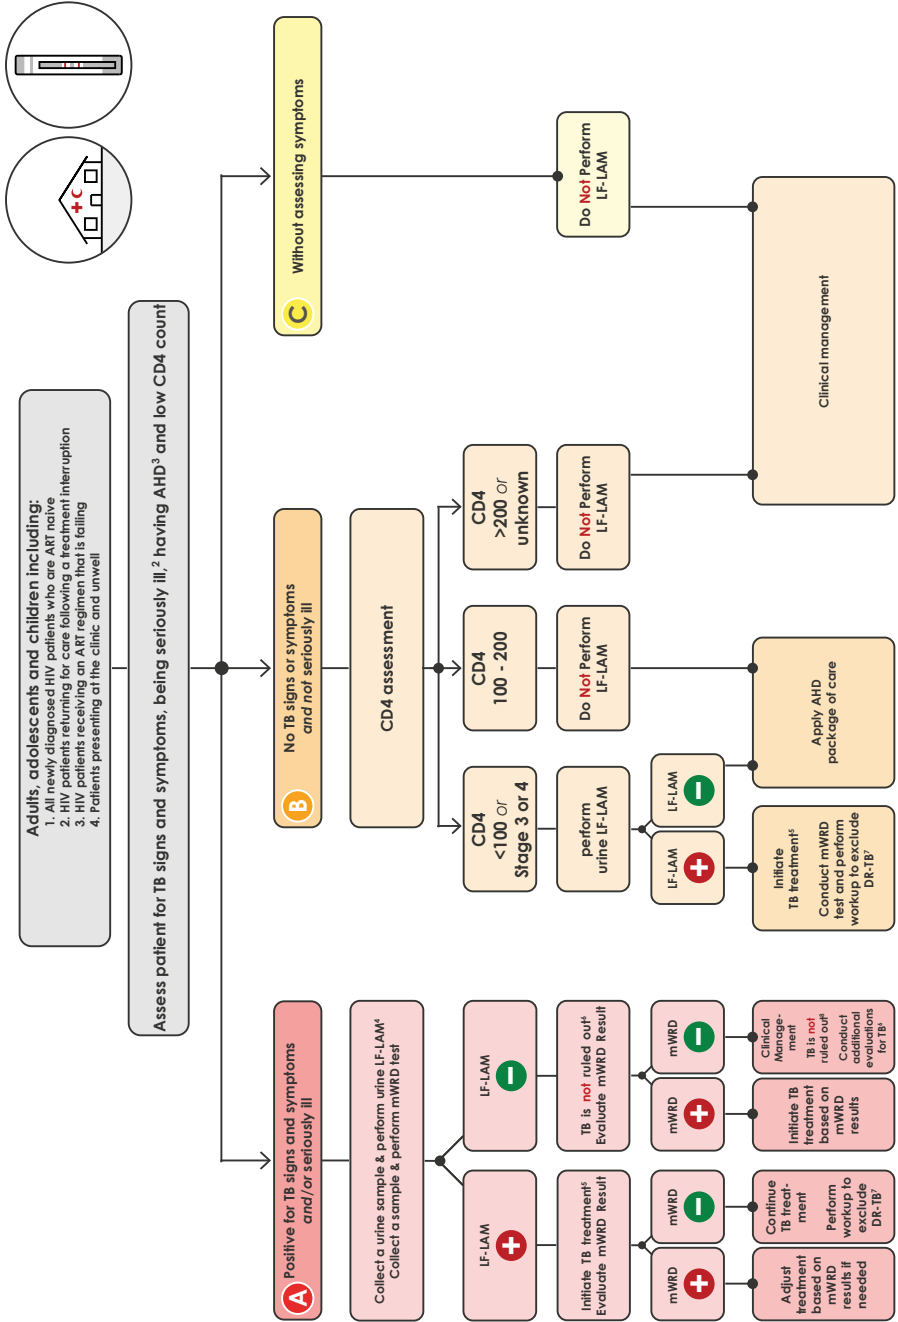 Adults, adolescents and children including:
1. All newly diagnosed HIV patients who are ART naïve
2. HIV patients returning for care following a treatment interruption
3. HIV patients receiving an ART regimen that is failing
4. Patients presenting at the clinic and unwell
Assess patient for TB signs and symptoms, being seriously ill,² having AHD³ and low CD4 count
A
Positive for TB signs and symptoms
and/or seriously ill
Collect a urine sample & perform urine LF-LAM⁴
Collect a sample & perform mWRD test
LF-LAM
+
Initiate TB treatment⁵
Evaluate mWRD Result
mWRD
+
Adjust
treatment
based on
mWRD
results if
needed
mWRD
−
Continue
TB treat-
ment
Perform
workup to
exclude
DR-TB⁷
LF-LAM
−
TB is not ruled out⁶
Evaluate mWRD Result
mWRD
+
Initiate TB
treatment
based on
mWRD
results
mWRD
−
Clinical
Manage-
ment
TB is not
ruled out⁸
Conduct
additional
evaluations
for TB⁶
B
No TB signs or symptoms
and not seriously ill
CD4 assessment
CD4
<100 or
Stage 3 or 4
perform
urine LF-LAM
LF-LAM
+
Initiate
TB treatment⁵
Conduct mWRD
test and perform
workup to exclude
DR-TB⁷
LF-LAM
−
CD4
100 - 200
Do Not Perform
LF-LAM
Apply AHD
package of care
CD4
>200 or
unknown
Do Not Perform
LF-LAM
C
Without assessing symptoms
Do Not Perform
LF-LAM
Clinical management